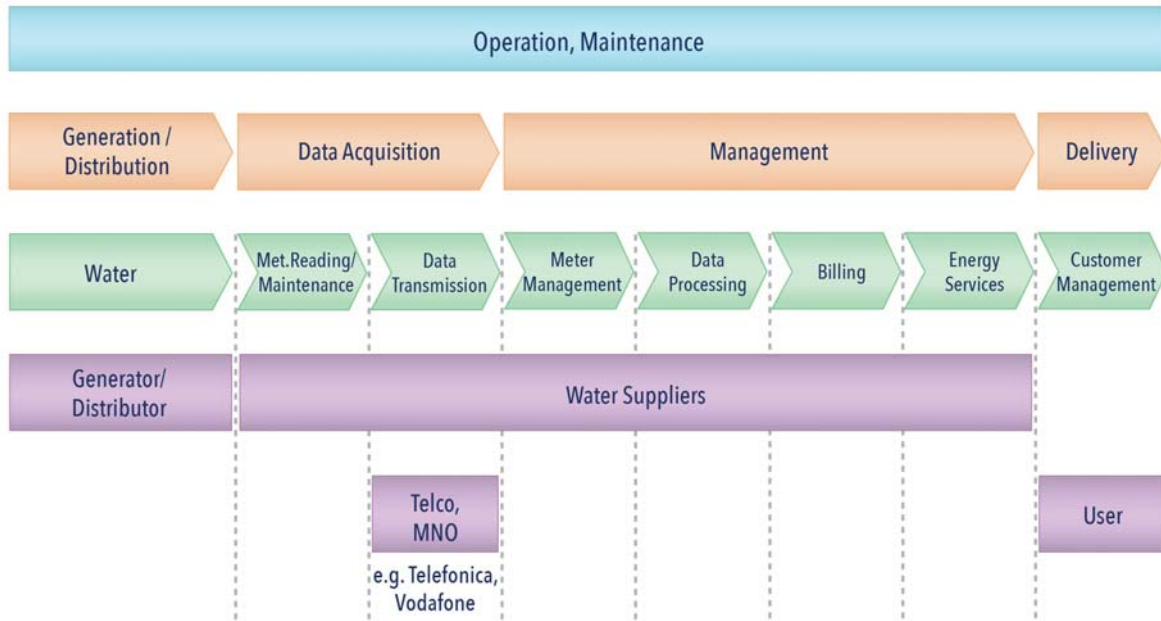 Operation, Maintenance
Generation /
Distribution
Data Acquisition
Management
Delivery
Water
Met.Reading/
Maintenance
Data
Transmission
Meter
Management
Data
Processing
Billing
Energy
Services
Customer
Management
Generator/
Distributor
Water Suppliers
Telco,
MNO
User
e.g. Telefonica,
Vodafone